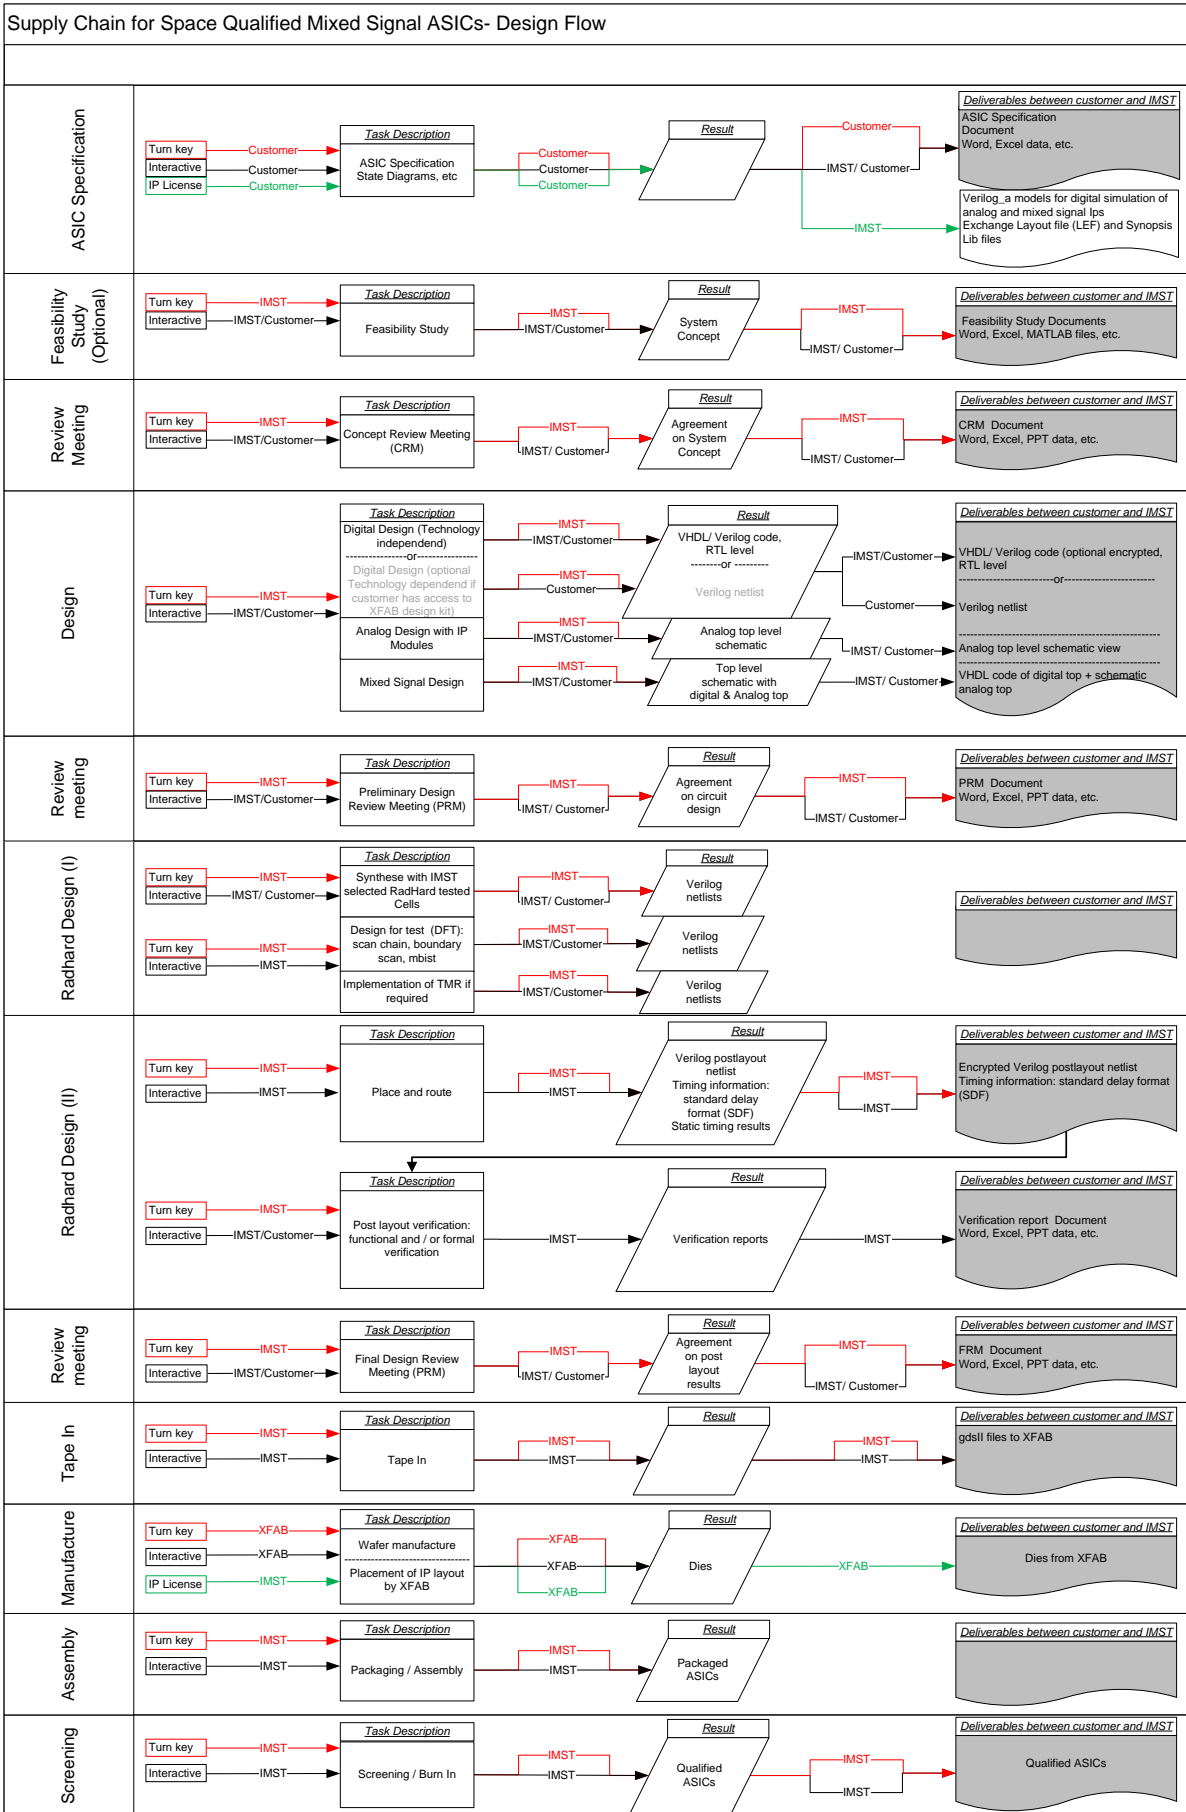 Supply Chain for Space Qualified Mixed Signal ASICs- Design Flow
ASIC Specification
Turn key
Customer
Interactive
Customer
IP License
Customer
Task Description
ASIC Specification
State Diagrams, etc
Customer
Customer
Customer
Result
Customer
IMST/ Customer
IMST
Deliverables between customer and IMST
ASIC Specification
Document
Word, Excel data, etc.
Verilog_a models for digital simulation of
analog and mixed signal Ips
Exchange Layout file (LEF) and Synopsis
Lib files
Feasibility
Study
(Optional)
Turn key
IMST
Interactive
IMST/Customer
Task Description
Feasibility Study
IMST
IMST/Customer
Result
System
Concept
IMST
IMST/ Customer
Deliverables between customer and IMST
Feasibility Study Documents
Word, Excel, MATLAB files, etc.
Review
Meeting
Turn key
IMST
Interactive
IMST/Customer
Task Description
Concept Review Meeting
(CRM)
IMST
IMST/ Customer
Result
Agreement
on System
Concept
IMST
IMST/ Customer
Deliverables between customer and IMST
CRM  Document
Word, Excel, PPT data, etc.
Design
Turn key
IMST
Interactive
IMST/Customer
Task Description
Digital Design (Technology
independend)
----------------or----------------
Digital Design (optional
Technology dependend if
customer has access to
XFAB design kit)
Analog Design with IP
Modules
Mixed Signal Design
IMST
IMST/Customer
IMST
Customer
IMST
IMST/Customer
IMST
IMST/Customer
Result
VHDL/ Verilog code,
RTL level
--------or ---------
Verilog netlist
Analog top level
schematic
Top level
schematic with
digital & Analog top
IMST/Customer
Customer
IMST/ Customer
IMST/ Customer
Deliverables between customer and IMST
VHDL/ Verilog code (optional encrypted,
RTL level
-----------------------or----------------------
Verilog netlist
------------------------------------------------
Analog top level schematic view
------------------------------------------------
VHDL code of digital top + schematic
analog top
Review
meeting
Turn key
IMST
Interactive
IMST/Customer
Task Description
Preliminary Design
Review Meeting (PRM)
IMST
IMST/ Customer
Result
Agreement
on circuit
design
IMST
IMST/ Customer
Deliverables between customer and IMST
PRM  Document
Word, Excel, PPT data, etc.
Radhard Design (I)
Turn key
IMST
Interactive
IMST/ Customer
Turn key
IMST
Interactive
IMST
Task Description
Synthese with IMST
selected RadHard tested
Cells
Design for test  (DFT):
scan chain, boundary
scan, mbist
Implementation of TMR if
required
IMST
IMST/ Customer
IMST
IMST/Customer
IMST
IMST/Customer
Result
Verilog
netlists
Verilog
netlists
Verilog
netlists
Deliverables between customer and IMST
Radhard Design (II)
Turn key
IMST
Interactive
IMST
Task Description
Place and route
IMST
IMST
Result
Verilog postlayout
netlist
Timing information:
standard delay
format (SDF)
Static timing results
IMST
IMST
Deliverables between customer and IMST
Encrypted Verilog postlayout netlist
Timing information: standard delay format
(SDF)
Turn key
IMST
Interactive
IMST/Customer
Task Description
Post layout verification:
functional and / or formal
verification
IMST
Result
Verification reports
IMST
Deliverables between customer and IMST
Verification report  Document
Word, Excel, PPT data, etc.
Review
meeting
Turn key
IMST
Interactive
IMST/Customer
Task Description
Final Design Review
Meeting (PRM)
IMST
IMST/ Customer
Result
Agreement
on post
layout
results
IMST
IMST/ Customer
Deliverables between customer and IMST
FRM  Document
Word, Excel, PPT data, etc.
Tape In
Turn key
IMST
Interactive
IMST
Task Description
Tape In
IMST
IMST
Result
IMST
IMST
Deliverables between customer and IMST
gdsII files to XFAB
Manufacture
Turn key
XFAB
Interactive
XFAB
IP License
IMST
Task Description
Wafer manufacture
-----------------------------
Placement of IP layout
by XFAB
XFAB
XFAB
XFAB
Result
Dies
XFAB
Deliverables between customer and IMST
Dies from XFAB
Assembly
Turn key
IMST
Interactive
IMST
Task Description
Packaging / Assembly
IMST
IMST
Result
Packaged
ASICs
Deliverables between customer and IMST
Screening
Turn key
IMST
Interactive
IMST
Task Description
Screening / Burn In
IMST
IMST
Result
Qualified
ASICs
IMST
IMST
Deliverables between customer and IMST
Qualified ASICs